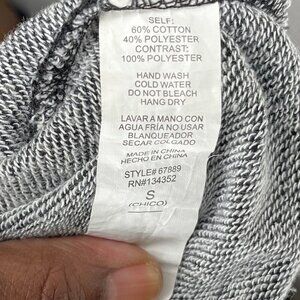 SELF:
60% COTTON
40% POLYESTER
CONTRAST:
100% POLYESTER
HAND WASH
COLD WATER
DO NOT BLEACH
HANG DRY
LAVAR A MANO CON
AGUA FRIA NO USAR
BLANQUEADOR
SECAR COLGADO
MADE IN CHINA
HECHO EN CHINA
STYLE# 67889
RN#134352
S
(CHICO)